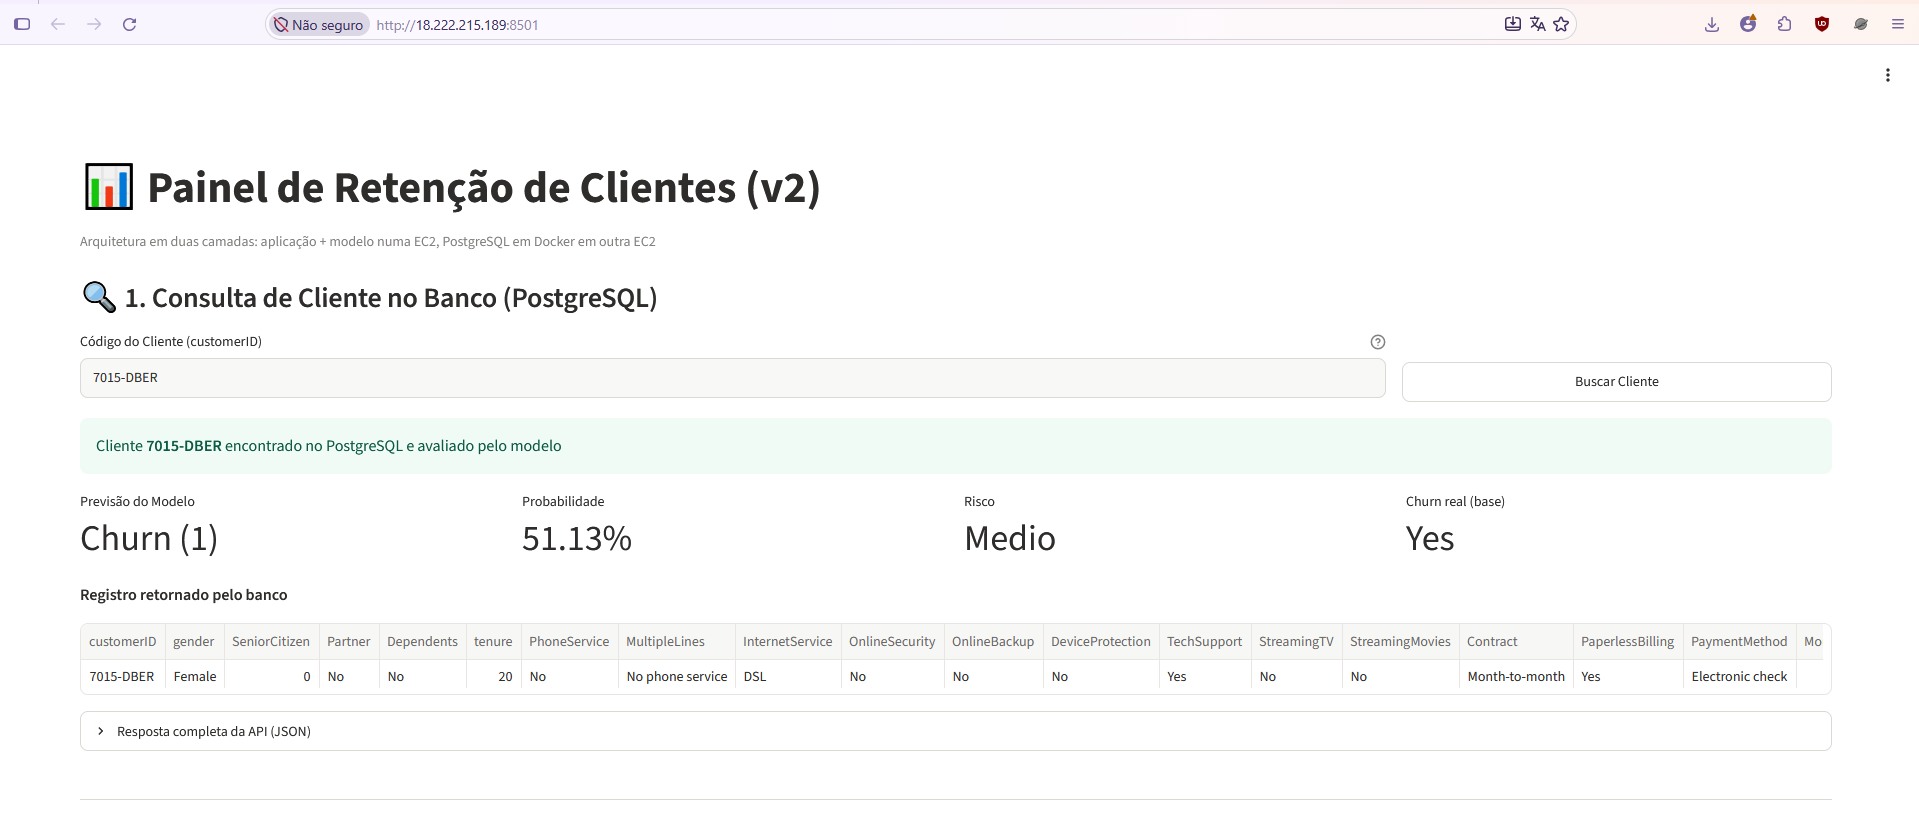 Não seguro http://18.222.215.189:8501
Painel de Retenção de Clientes (v2)
Arquitetura em duas camadas: aplicação + modelo numa EC2, PostgreSQL em Docker em outra EC2
1. Consulta de Cliente no Banco (PostgreSQL)
Código do Cliente (customerID)
7015-DBER
Buscar Cliente
Cliente 7015-DBER encontrado no PostgreSQL e avaliado pelo modelo
Previsão do Modelo Probabilidade Risco Churn real (base)
Churn (1) 51.13% Medio Yes
Registro retornado pelo banco
customerID gender SeniorCitizen Partner Dependents tenure PhoneService MultipleLines InternetService OnlineSecurity OnlineBackup DeviceProtection TechSupport StreamingTV StreamingMovies Contract PaperlessBilling PaymentMethod Mo
7015-DBER Female 0 No No 20 No No phone service DSL No No No Yes No No Month-to-month Yes Electronic check
Resposta completa da API (JSON)